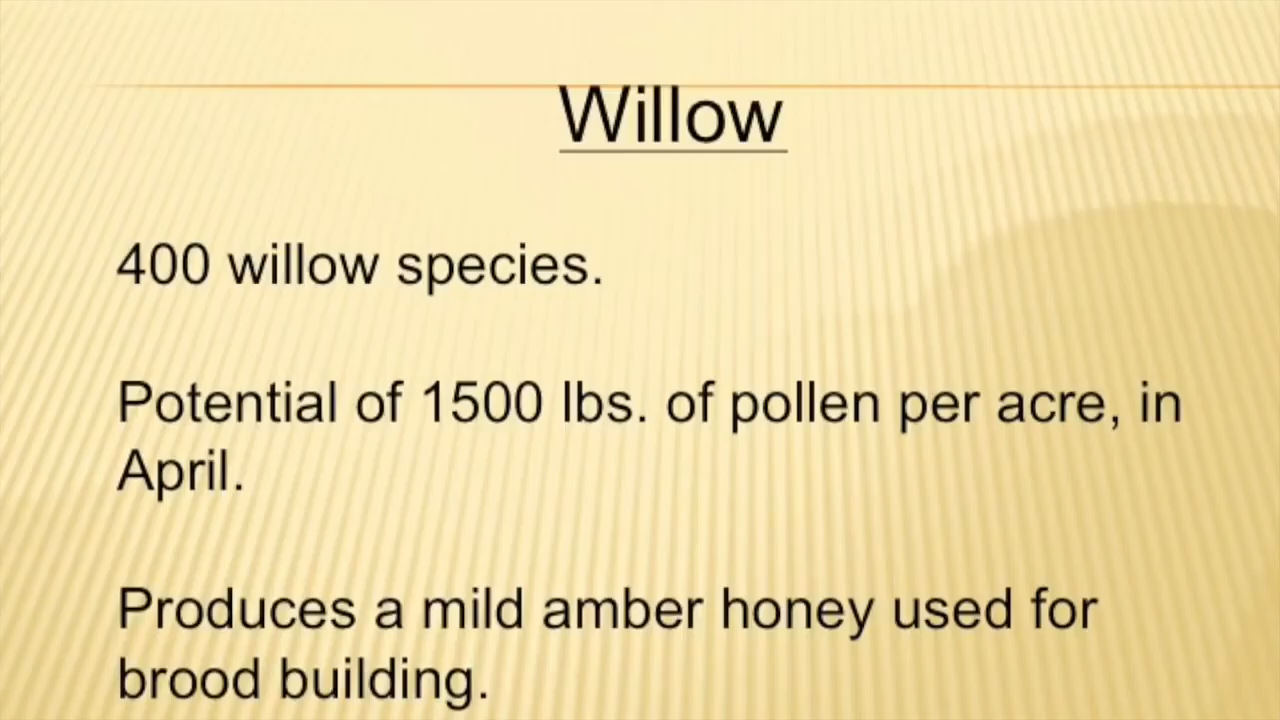 Willow
400 willow species.
Potential of 1500 lbs. of pollen per acre, in
April.
Produces a mild amber honey used for
brood building.